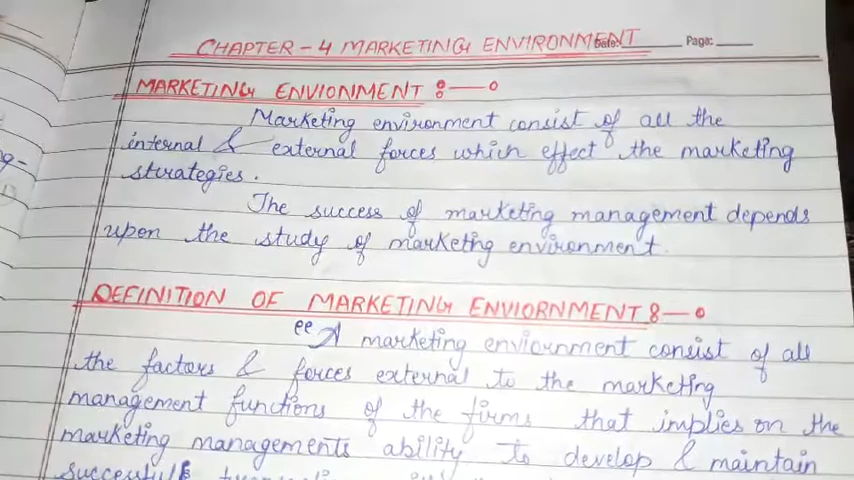 CHAPTER - 4 MARKETING ENVIRONMENT Date: Page:
MARKETING ENVIONMENT :—o
Marketing environment consist of all the
internal & external forces which effect the marketing
strategies.
The success of marketing management depends
upon the study of marketing environment.
DEFINITION OF MARKETING ENVIORNMENT :—o
"A marketing enviornment consist of all
the factors & forces external to the marketing
management functions of the firms that implies on the
marketing managements ability to develop & maintain